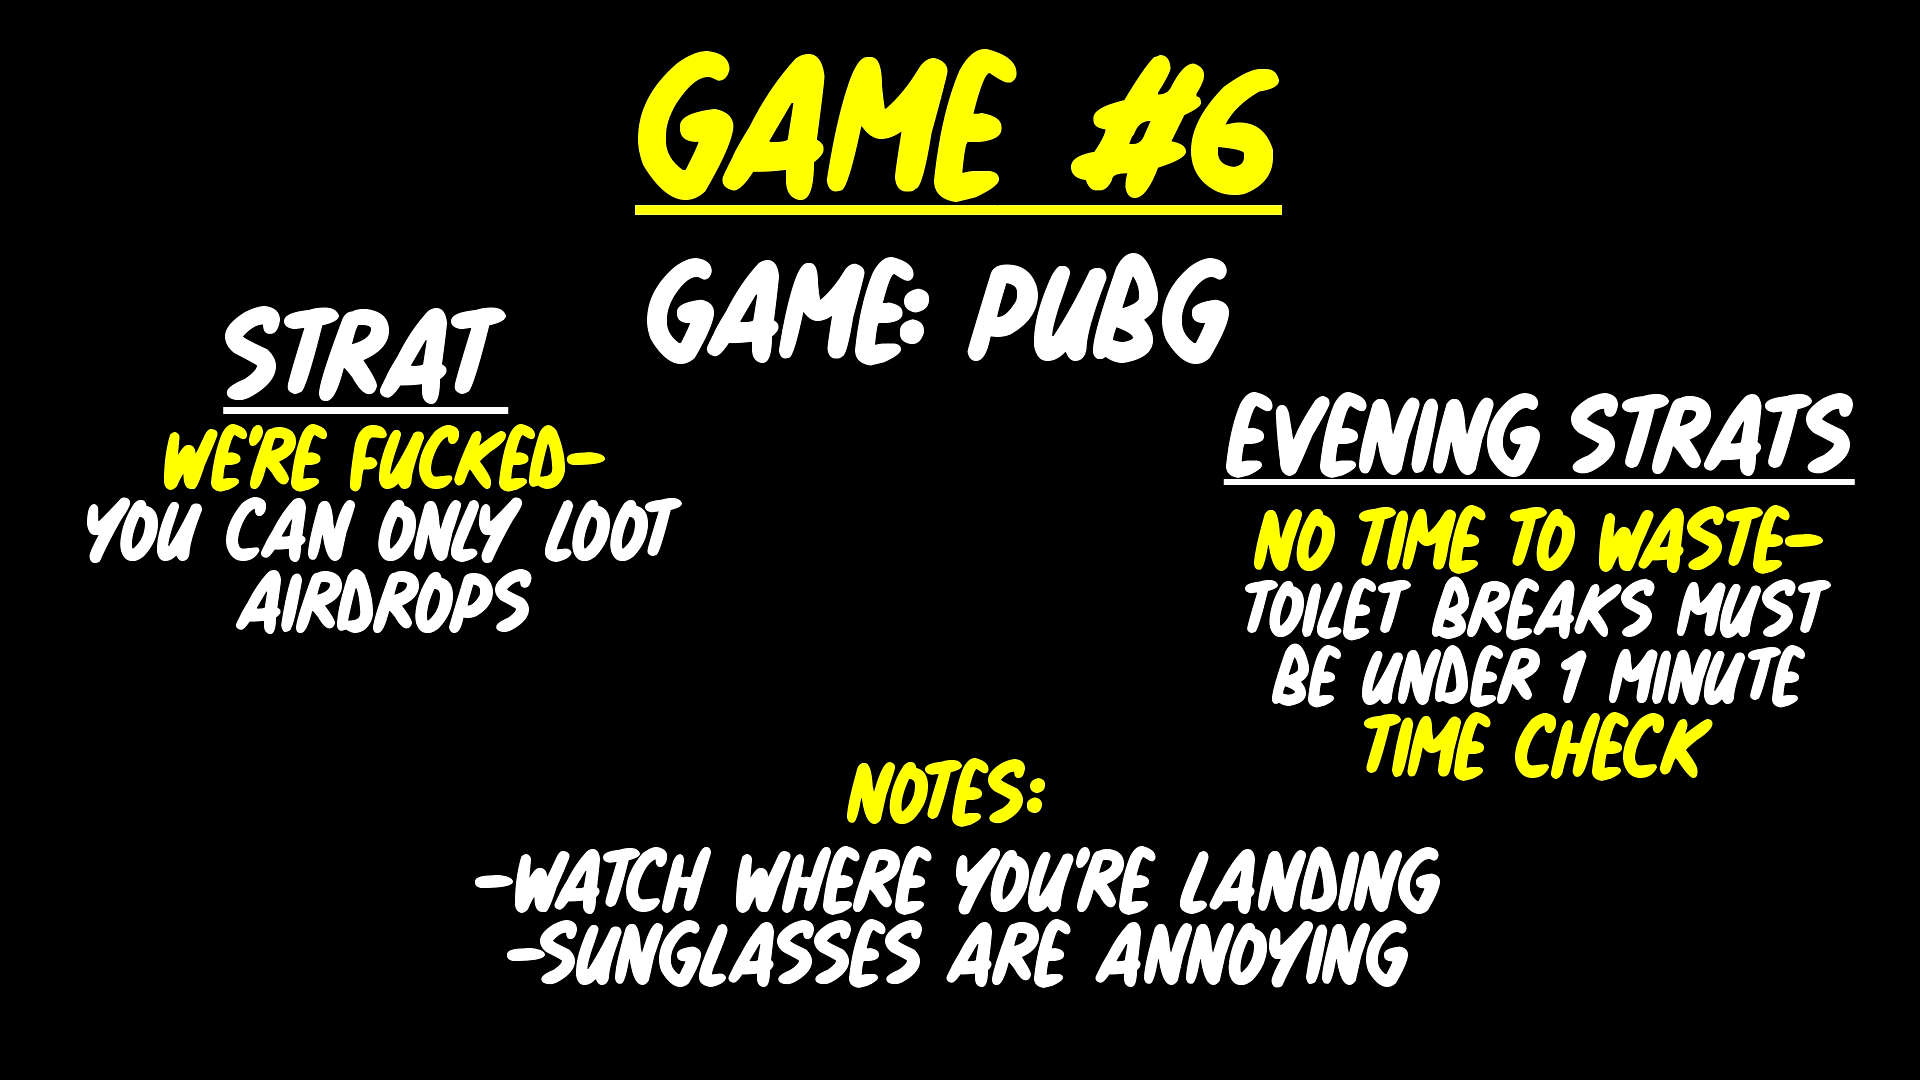 GAME #6
GAME: PUBG
STRAT
WE'RE FUCKED-
YOU CAN ONLY LOOT
AIRDROPS
EVENING STRATS
NO TIME TO WASTE-
TOILET BREAKS MUST
BE UNDER 1 MINUTE
TIME CHECK
NOTES:
-WATCH WHERE YOU'RE LANDING
-SUNGLASSES ARE ANNOYING